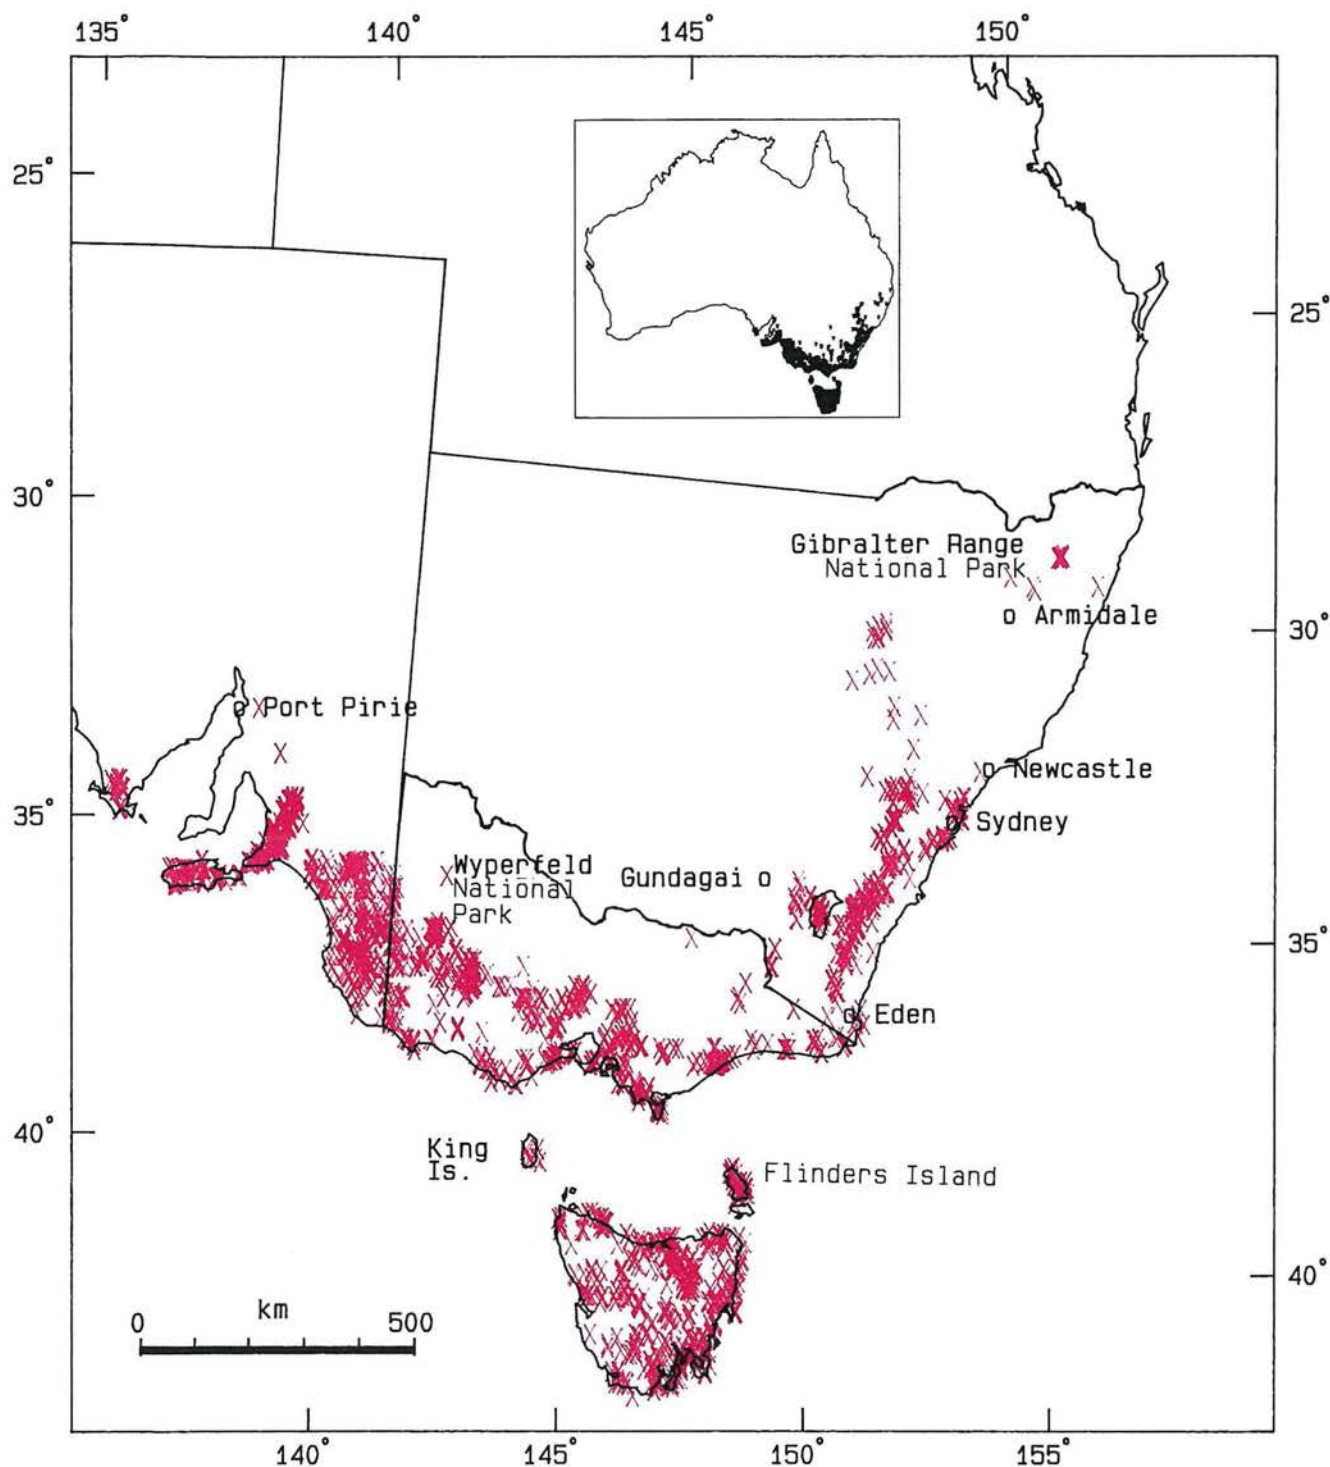 135° 140° 145° 150°
25°
25°
30°
Gibralter Range
National Park
o Armidale
30°
o Port Pirie
o Newcastle
35°
o Sydney
Wyperfeld
National
Park
Gundagai o
35°
o Eden
40°
King
Is.
Flinders Island
40°
km
0 500
140° 145° 150° 155°